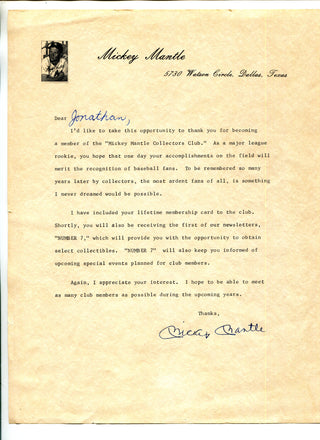 Mickey Mantle
5730 Watson Circle, Dallas, Texas
Dear Jonathan,
I'd like to take this opportunity to thank you for becoming
a member of the "Mickey Mantle Collectors Club." As a major league
rookie, you hope that one day your accomplishments on the field will
merit the recognition of baseball fans. To be remembered so many
years later by collectors, the most ardent fans of all, is something
I never dreamed would be possible.
I have included your lifetime membership card to the club.
Shortly, you will also be receiving the first of our newsletters,
"NUMBER 7," which will provide you with the opportunity to obtain
select collectibles. "NUMBER 7" will also keep you informed of
upcoming special events planned for club members.
Again, I appreciate your interest. I hope to be able to meet
as many club members as possible during the upcoming years.
Thanks,
Mickey Mantle